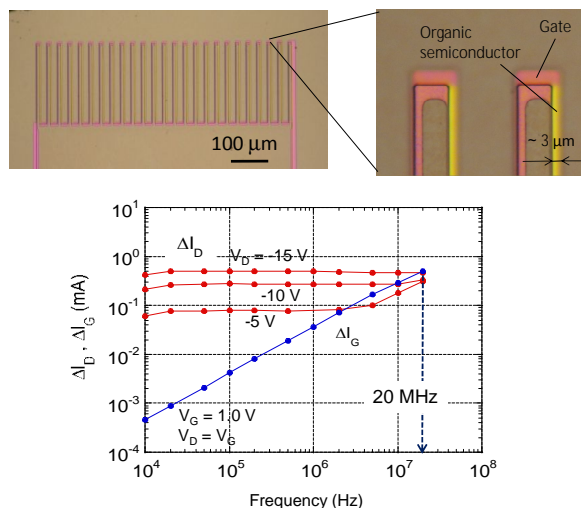 Organic
semiconductor
Gate
100 μm
~ 3 μm
10¹
10⁰
10⁻¹
10⁻²
10⁻³
10⁻⁴
ΔI_D , ΔI_G (mA)
ΔI_D
V_D = -15 V
-10 V
-5 V
ΔI_G
20 MHz
V_G = 1.0 V
V_D = V_G
10⁴ 10⁵ 10⁶ 10⁷ 10⁸
Frequency (Hz)